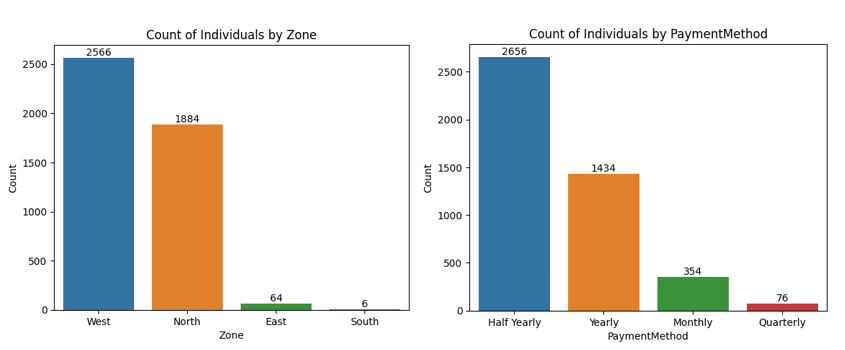 Count of Individuals by Zone
Count
2500
2000
1500
1000
500
0
2566
1884
64
6
West North East South
Zone
Count of Individuals by PaymentMethod
Count
2500
2000
1500
1000
500
0
2656
1434
354
76
Half Yearly Yearly Monthly Quarterly
PaymentMethod